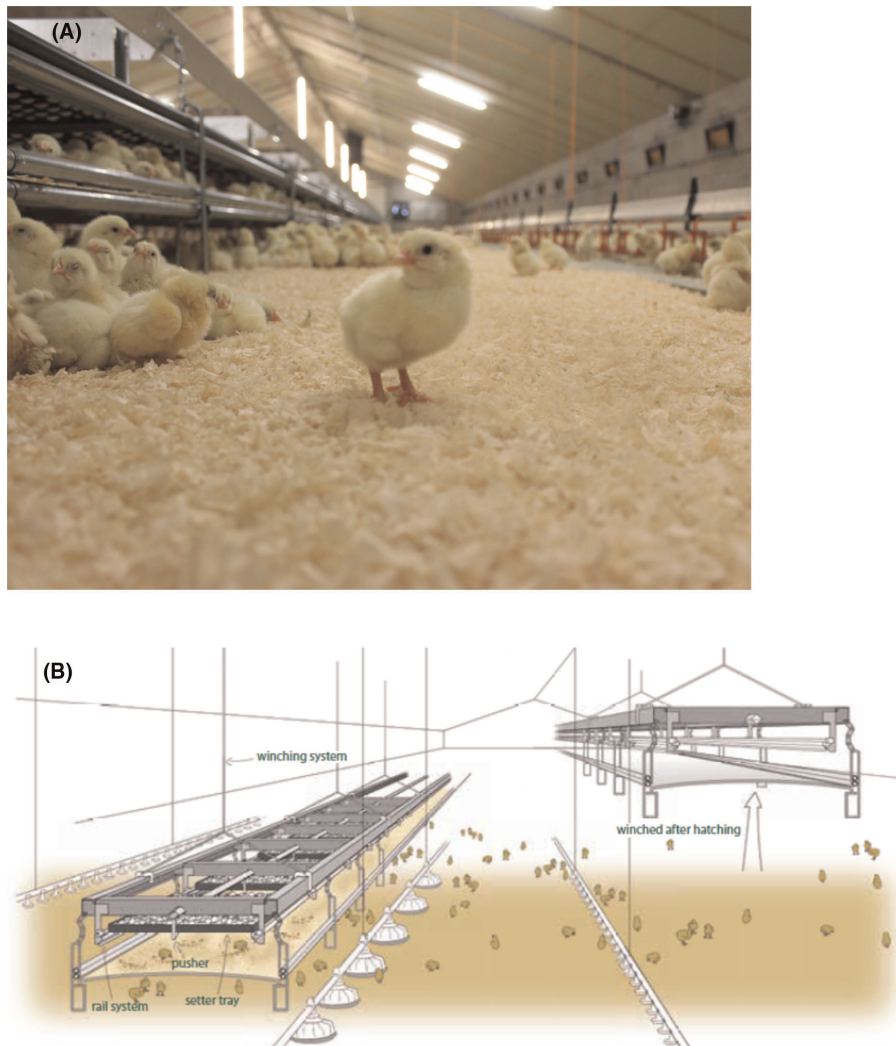 (A)
(B)
winching system
winched after hatching
pusher
setter tray
rail system